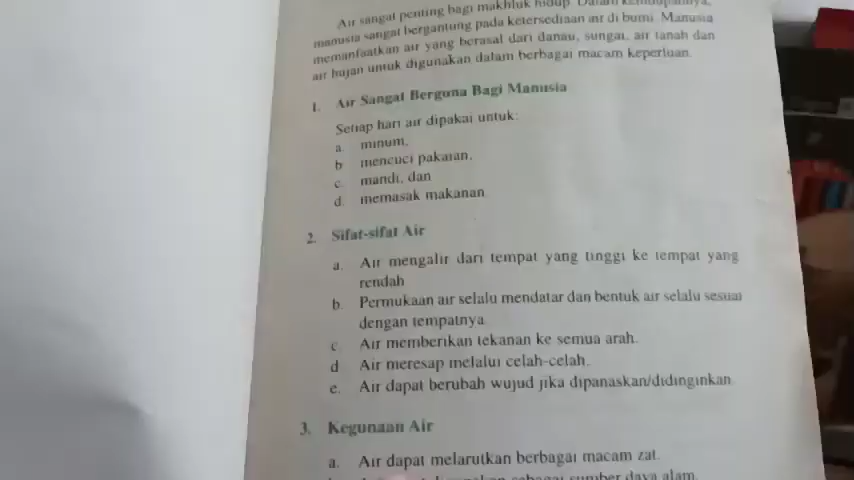 Air sangat penting bagi makhluk hidup. Dalam kehidupannya,
manusia sangat bergantung pada ketersediaan air di bumi. Manusia
memanfaatkan air yang berasal dari danau, sungai, air tanah dan
air hujan untuk digunakan dalam berbagai macam keperluan.
1. Air Sangat Berguna Bagi Manusia
Setiap hari air dipakai untuk:
a. minum,
b. mencuci pakaian,
c. mandi, dan
d. memasak makanan.
2. Sifat-sifat Air
a. Air mengalir dari tempat yang tinggi ke tempat yang
rendah
b. Permukaan air selalu mendatar dan bentuk air selalu sesuai
dengan tempatnya.
c. Air memberikan tekanan ke semua arah.
d. Air meresap melalui celah-celah.
e. Air dapat berubah wujud jika dipanaskan/didinginkan.
3. Kegunaan Air
a. Air dapat melarutkan berbagai macam zat.
sebagai sumber daya alam.